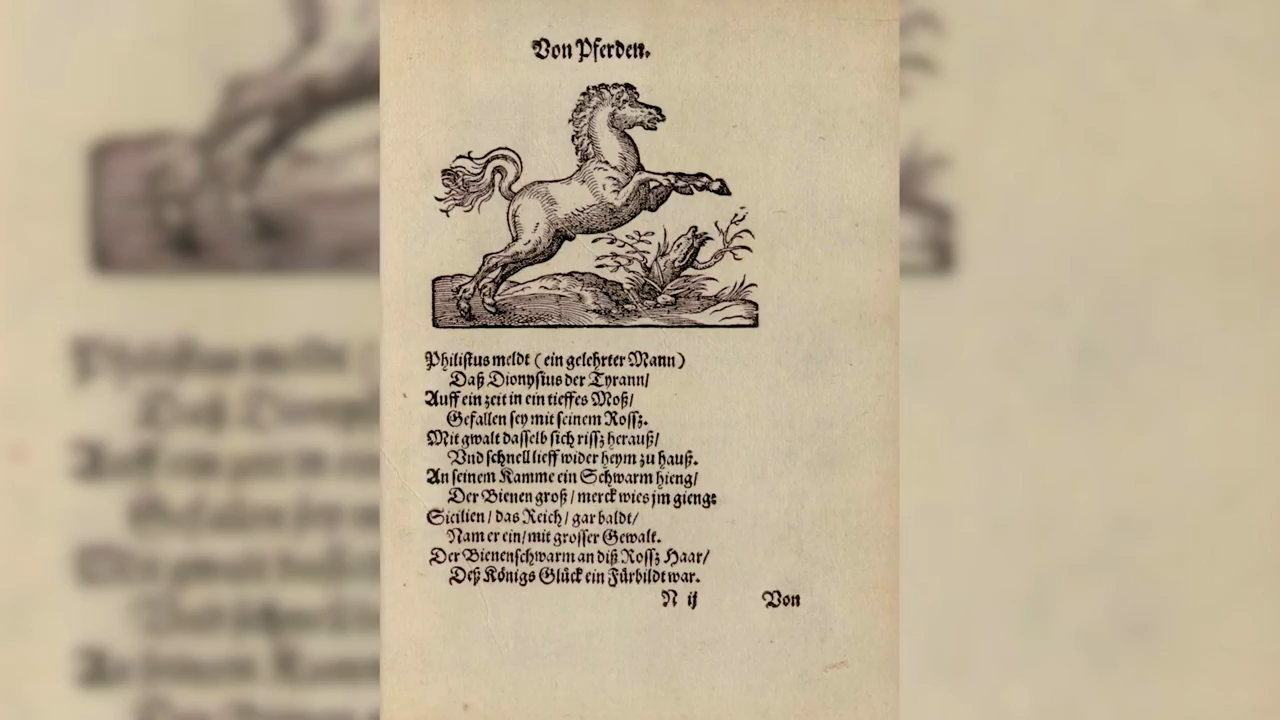 Von Pferden.
Philistus meldt (ein gelehrter Mann)
Daß Dionysius der Tyrann/
Auff ein zeit in ein tieffes Moß/
Gefallen sey mit seinem Rossz.
Mit gwalt dasselb sich rissz herauß/
Vnd schnell lieff wider heym zu hauß.
An seinem Kamme ein Schwarm hieng/
Der Bienen groß / merck wies jm gieng:
Sicilien / das Reich / gar baldt/
Nam er ein/ mit grosser Gewalt.
Der Bienenschwarm an diß Rossz Haar/
Deß Königs Glück ein Fürbildt war.
N ij
Von